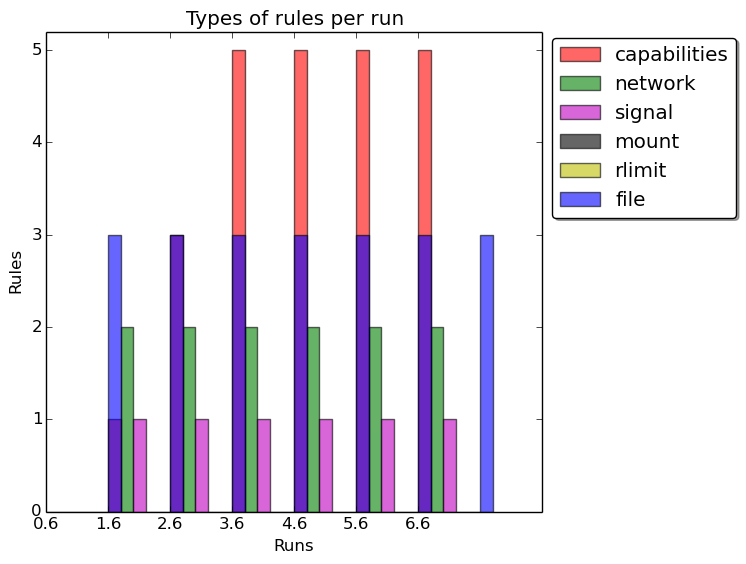 Types of rules per run
5
4
3
2
1
0
Rules
0.6 1.6 2.6 3.6 4.6 5.6 6.6
Runs
capabilities
network
signal
mount
rlimit
file